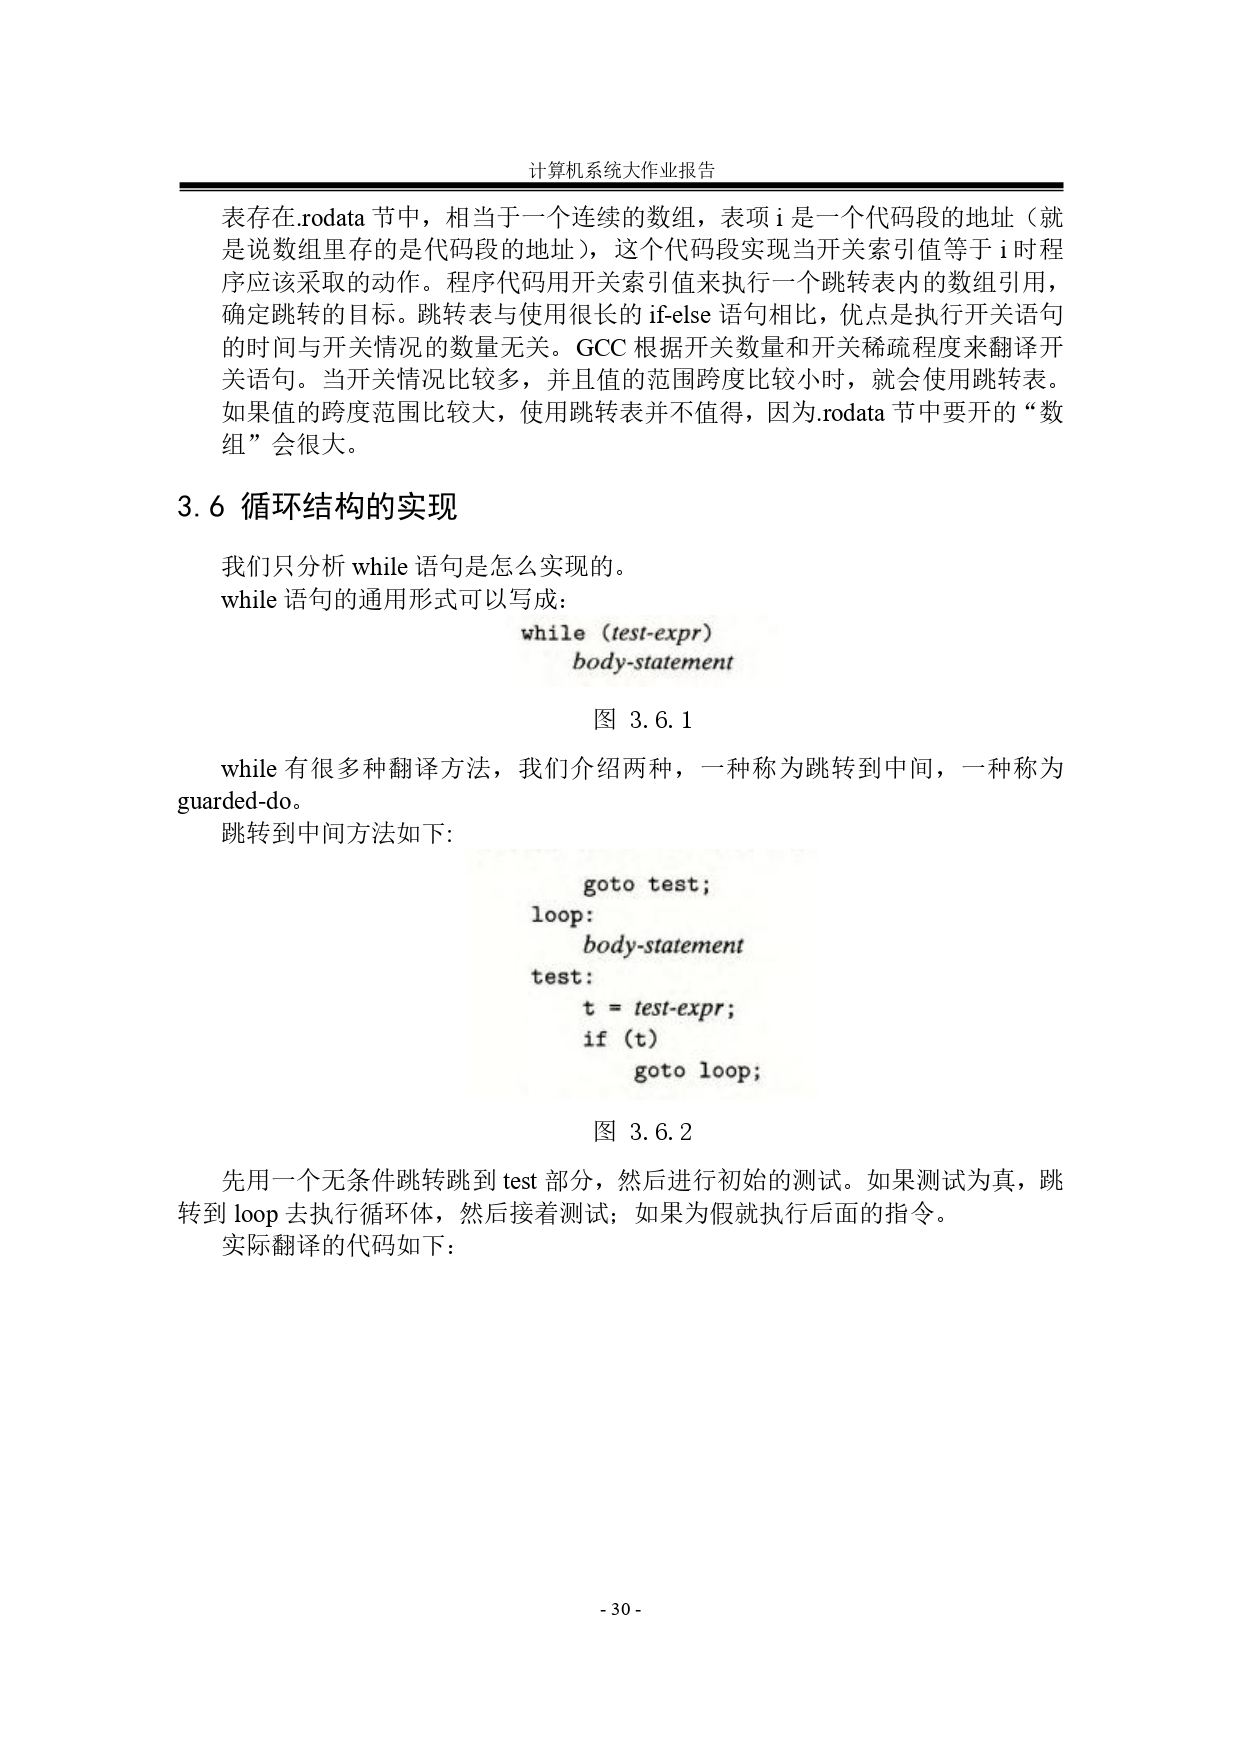 计算机系统大作业报告
表存在.rodata 节中，相当于一个连续的数组，表项 i 是一个代码段的地址（就
是说数组里存的是代码段的地址），这个代码段实现当开关索引值等于 i 时程
序应该采取的动作。程序代码用开关索引值来执行一个跳转表内的数组引用，
确定跳转的目标。跳转表与使用很长的 if-else 语句相比，优点是执行开关语句
的时间与开关情况的数量无关。GCC 根据开关数量和开关稀疏程度来翻译开
关语句。当开关情况比较多，并且值的范围跨度比较小时，就会使用跳转表。
如果值的跨度范围比较大，使用跳转表并不值得，因为.rodata 节中要开的“数
组”会很大。
3.6 循环结构的实现
我们只分析 while 语句是怎么实现的。
while 语句的通用形式可以写成：
while (test-expr)
body-statement
图 3.6.1
while 有很多种翻译方法，我们介绍两种，一种称为跳转到中间，一种称为
guarded-do。
跳转到中间方法如下:
goto test;
loop:
body-statement
test:
t = test-expr;
if (t)
goto loop;
图 3.6.2
先用一个无条件跳转跳到 test 部分，然后进行初始的测试。如果测试为真，跳
转到 loop 去执行循环体，然后接着测试；如果为假就执行后面的指令。
实际翻译的代码如下：
- 30 -